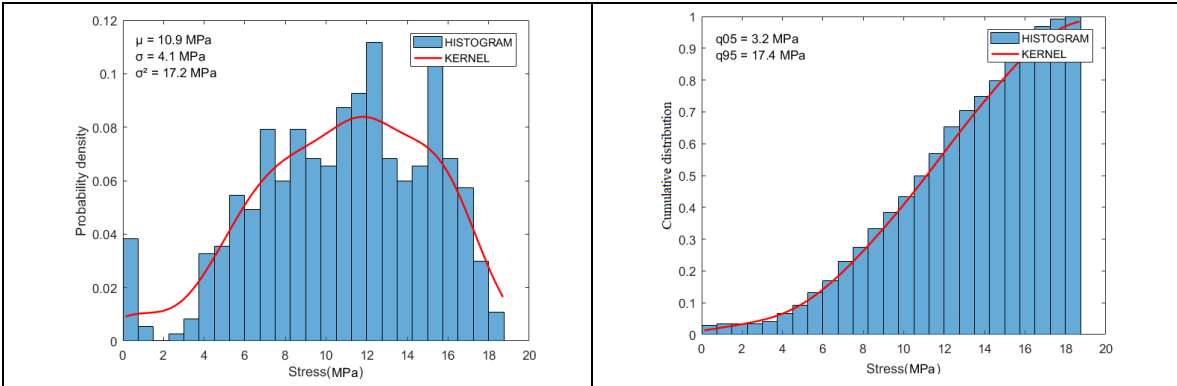 0.12
0.1
0.08
0.06
0.04
0.02
0
Probability density
μ = 10.9 MPa
σ = 4.1 MPa
σ² = 17.2 MPa
HISTOGRAM
KERNEL
0 2 4 6 8 10 12 14 16 18 20
Stress(MPa)
1
0.9
0.8
0.7
0.6
0.5
0.4
0.3
0.2
0.1
0
Cumulative distribution
q05 = 3.2 MPa
q95 = 17.4 MPa
HISTOGRAM
KERNEL
0 2 4 6 8 10 12 14 16 18 20
Stress(MPa)